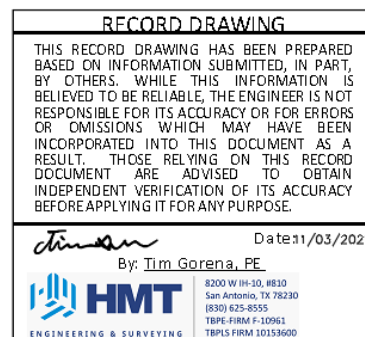 RECORD DRAWING
THIS RECORD DRAWING HAS BEEN PREPARED
BASED ON INFORMATION SUBMITTED, IN PART,
BY OTHERS. WHILE THIS INFORMATION IS
BELIEVED TO BE RELIABLE, THE ENGINEER IS NOT
RESPONSIBLE FOR ITS ACCURACY OR FOR ERRORS
OR OMISSIONS WHICH MAY HAVE BEEN
INCORPORATED INTO THIS DOCUMENT AS A
RESULT. THOSE RELYING ON THIS RECORD
DOCUMENT ARE ADVISED TO OBTAIN
INDEPENDENT VERIFICATION OF ITS ACCURACY
BEFORE APPLYING IT FOR ANY PURPOSE.
Date:11/03/202
By: Tim Gorena, PE
HMT
ENGINEERING & SURVEYING
8200 W IH-10, #810
San Antonio, TX 78230
(830) 625-8555
TBPE-FIRM F-10961
TBPLS FIRM 10153600